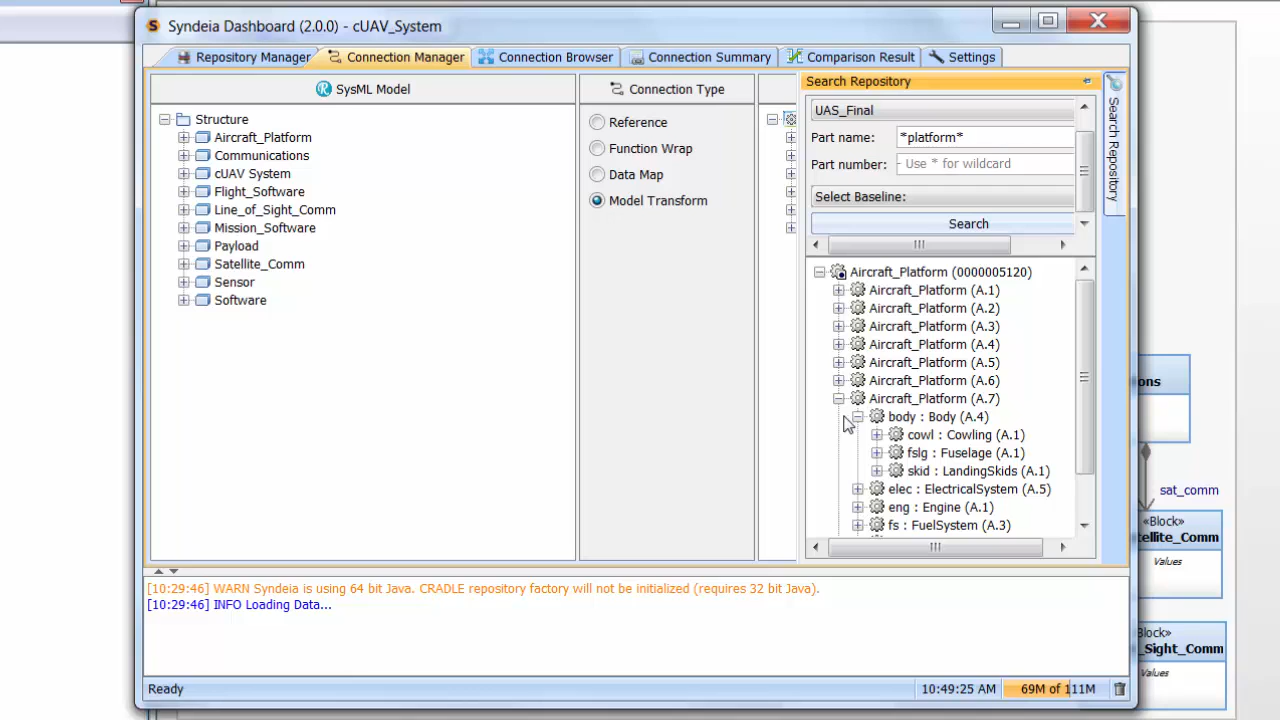 Syndeia Dashboard (2.0.0) - cUAV_System
Repository Manager
Connection Manager
Connection Browser
Connection Summary
Comparison Result
Settings
SysML Model
Structure
Aircraft_Platform
Communications
cUAV System
Flight_Software
Line_of_Sight_Comm
Mission_Software
Payload
Satellite_Comm
Sensor
Software
Connection Type
Reference
Function Wrap
Data Map
Model Transform
Search Repository
UAS_Final
Part name: *platform*
Part number: - Use * for wildcard
Select Baseline:
Search
Aircraft_Platform (0000005120)
Aircraft_Platform (A.1)
Aircraft_Platform (A.2)
Aircraft_Platform (A.3)
Aircraft_Platform (A.4)
Aircraft_Platform (A.5)
Aircraft_Platform (A.6)
Aircraft_Platform (A.7)
body : Body (A.4)
cowl : Cowling (A.1)
fslg : Fuselage (A.1)
skid : LandingSkids (A.1)
elec : ElectricalSystem (A.5)
eng : Engine (A.1)
fs : FuelSystem (A.3)
Search Repository
[10:29:46] WARN Syndeia is using 64 bit Java. CRADLE repository factory will not be initialized (requires 32 bit Java).
[10:29:46] INFO Loading Data...
Ready
10:49:25 AM
69M of 111M
ons
sat_comm
«Block»
tellite_Comm
Values
Block»
_Sight_Comm
Values